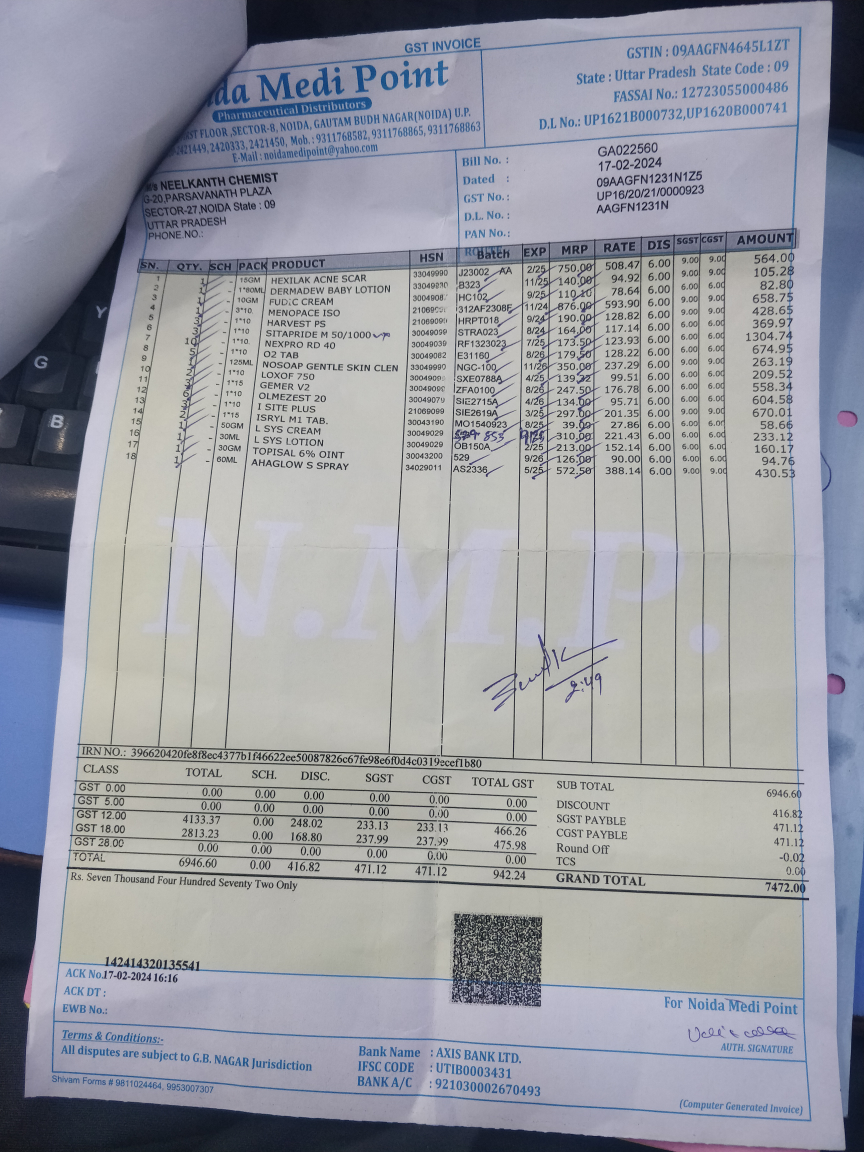 GST INVOICE
da Medi Point
Pharmaceutical Distributors
ST FLOOR ,SECTOR-8, NOIDA, GAUTAM BUDH NAGAR(NOIDA) U.P.
2421449, 2420333, 2421450, Mob. : 9311768582, 9311768865, 9311768863
E-Mail : noidamedipoint@yahoo.com
GSTIN : 09AAGFN4645L1ZT
State : Uttar Pradesh State Code : 09
FASSAI No.: 12723055000486
D.L No.: UP1621B000732,UP1620B000741
M/s NEELKANTH CHEMIST
G-20,PARSAVANATH PLAZA
SECTOR-27,NOIDA State : 09
UTTAR PRADESH
PHONE NO.:
Bill No. : GA022560
Dated : 17-02-2024
GST No. : 09AAGFN1231N1Z5
D.L. No. : UP16/20/21/0000923
PAN No.: AAGFN1231N
SN. QTY. SCH PACK PRODUCT HSN Batch EXP MRP RATE DIS SGST CGST AMOUNT
1 15GM HEXILAK ACNE SCAR 33049990 J23002 AA 2/25 750.00 508.47 6.00 9.00 9.00 564.00
2 1*80ML DERMADEW BABY LOTION B323 11/25 140.00 94.92 6.00 9.00 9.00 105.28
3 10GM FUDIC CREAM HC102 9/25 110.10 78.64 6.00 6.00 6.00 82.80
4 3*10 MENOPACE ISO 312AF2308E 11/24 876.00 593.90 6.00 9.00 9.00 658.75
5 1*10 HARVEST PS 21069099 HRPT018 9/24 190.00 128.82 6.00 9.00 9.00 428.65
6 1*10 SITAPRIDE M 50/1000 30049099 STRA023 8/24 164.00 117.14 6.00 6.00 6.00 369.97
7 10 1*10. NEXPRO RD 40 30049039 RF1323023 7/25 173.50 123.93 6.00 6.00 6.00 1304.74
8 1*10 O2 TAB 30049082 E31160 8/26 179.50 128.22 6.00 6.00 6.00 674.95
9 125ML NOSOAP GENTLE SKIN CLEN 33049990 NGC-100 11/26 350.00 237.29 6.00 9.00 9.00 263.19
10 1*10 LOXOF 750 SXE0788A 4/25 139.32 99.51 6.00 6.00 6.00 209.52
11 1*15 GEMER V2 30049099 ZFA0100 8/26 247.50 176.78 6.00 6.00 6.00 558.34
12 1*10 OLMEZEST 20 30049079 SIE2715A 4/26 134.00 95.71 6.00 6.00 6.00 604.58
13 1*10 I SITE PLUS 21069099 SIE2619A 3/25 297.00 201.35 6.00 9.00 9.00 670.01
14 1*15 ISRYL M1 TAB. 30043190 MO1540923 8/25 39.00 27.86 6.00 6.00 6.00 58.66
15 50GM L SYS CREAM 30049029 855 9/25 310.00 221.43 6.00 6.00 6.00 233.12
16 30ML L SYS LOTION 30049029 OB150A 2/25 213.00 152.14 6.00 6.00 6.00 160.17
17 30GM TOPISAL 6% OINT 30043200 529 9/26 126.00 90.00 6.00 6.00 6.00 94.76
18 60ML AHAGLOW S SPRAY 34029011 AS2336 5/25 572.50 388.14 6.00 9.00 9.00 430.53
N.M.P.
2:49
IRN NO.: 396620420fe8f8ec4377b1f46622ee50087826c67fe98e6f0d4c0319ecef1b80
CLASS TOTAL SCH. DISC. SGST CGST TOTAL GST
GST 0.00 0.00 0.00 0.00 0.00 0.00 0.00
GST 5.00 0.00 0.00 0.00 0.00 0.00 0.00
GST 12.00 4133.37 0.00 248.02 233.13 233.13 466.26
GST 18.00 2813.23 0.00 168.80 237.99 237.99 475.98
GST 28.00 0.00 0.00 0.00 0.00 0.00 0.00
TOTAL 6946.60 0.00 416.82 471.12 471.12 942.24
SUB TOTAL 6946.60
DISCOUNT 416.82
SGST PAYBLE 471.12
CGST PAYBLE 471.12
Round Off -0.02
TCS 0.00
GRAND TOTAL 7472.00
Rs. Seven Thousand Four Hundred Seventy Two Only
142414320135541
ACK No.17-02-2024 16:16
ACK DT :
EWB No.:
For Noida Medi Point
AUTH. SIGNATURE
Terms & Conditions:-
All disputes are subject to G.B. NAGAR Jurisdiction
Bank Name : AXIS BANK LTD.
IFSC CODE : UTIB0003431
BANK A/C : 921030002670493
Shivam Forms # 9811024464, 9953007307
(Computer Generated Invoice)